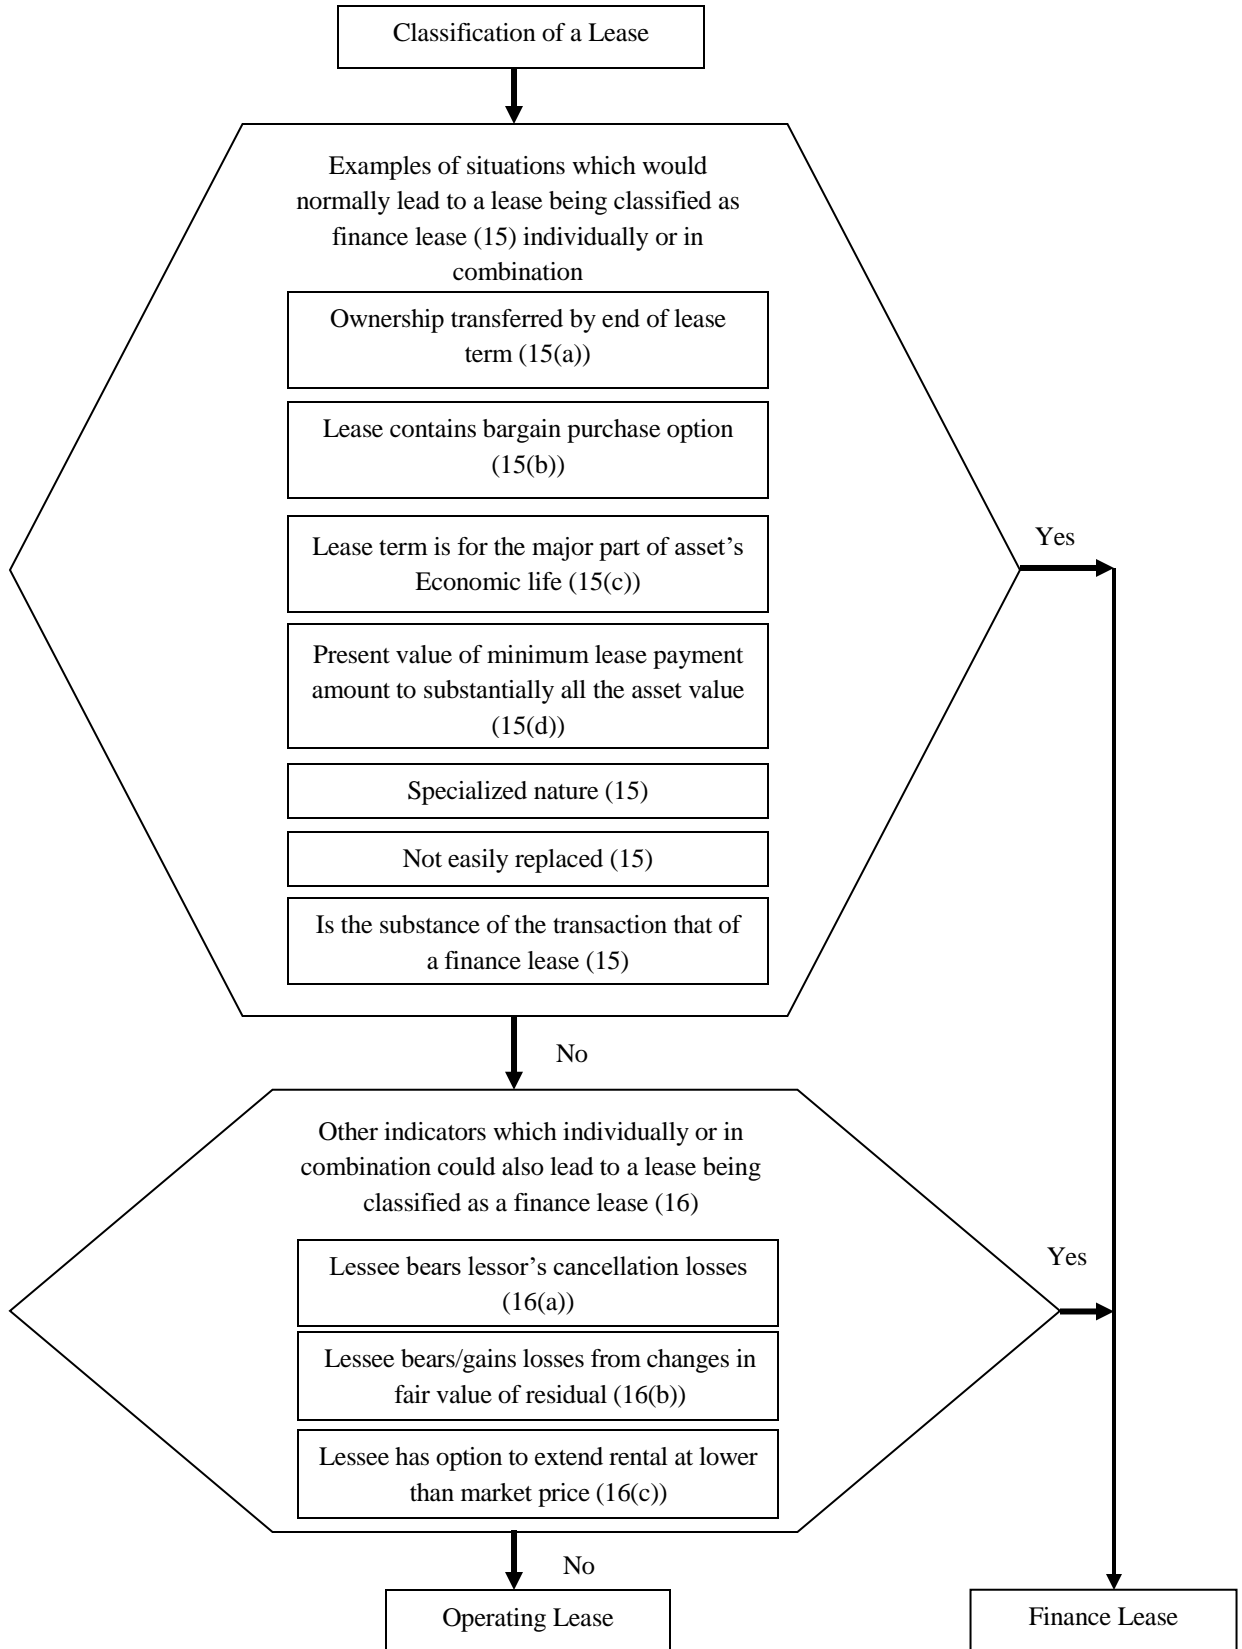 Classification of a Lease
Examples of situations which would
normally lead to a lease being classified as
finance lease (15) individually or in
combination
Ownership transferred by end of lease
term (15(a))
Lease contains bargain purchase option
(15(b))
Lease term is for the major part of asset’s
Economic life (15(c))
Yes
Present value of minimum lease payment
amount to substantially all the asset value
(15(d))
Specialized nature (15)
Not easily replaced (15)
Is the substance of the transaction that of
a finance lease (15)
No
Other indicators which individually or in
combination could also lead to a lease being
classified as a finance lease (16)
Lessee bears lessor’s cancellation losses
(16(a))
Yes
Lessee bears/gains losses from changes in
fair value of residual (16(b))
Lessee has option to extend rental at lower
than market price (16(c))
No
Operating Lease
Finance Lease